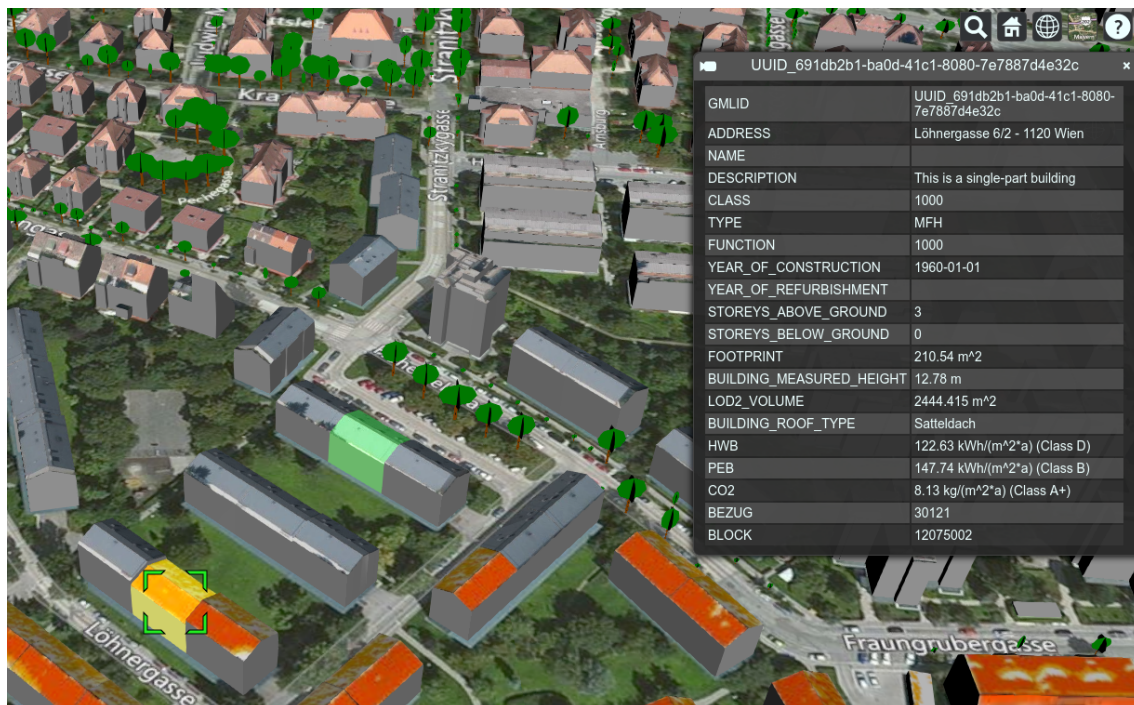 Stranitzkygasse
Arnsburg
UUID_691db2b1-ba0d-41c1-8080-7e7887d4e32c
×
GMLID UUID_691db2b1-ba0d-41c1-8080-
7e7887d4e32c
ADDRESS Löhnergasse 6/2 - 1120 Wien
NAME
DESCRIPTION This is a single-part building
CLASS 1000
TYPE MFH
FUNCTION 1000
YEAR_OF_CONSTRUCTION 1960-01-01
YEAR_OF_REFURBISHMENT
STOREYS_ABOVE_GROUND 3
STOREYS_BELOW_GROUND 0
FOOTPRINT 210.54 m^2
BUILDING_MEASURED_HEIGHT 12.78 m
LOD2_VOLUME 2444.415 m^2
BUILDING_ROOF_TYPE Satteldach
HWB 122.63 kWh/(m^2*a) (Class D)
PEB 147.74 kWh/(m^2*a) (Class B)
CO2 8.13 kg/(m^2*a) (Class A+)
BEZUG 30121
BLOCK 12075002
Löhnergasse
Fraungrubergasse